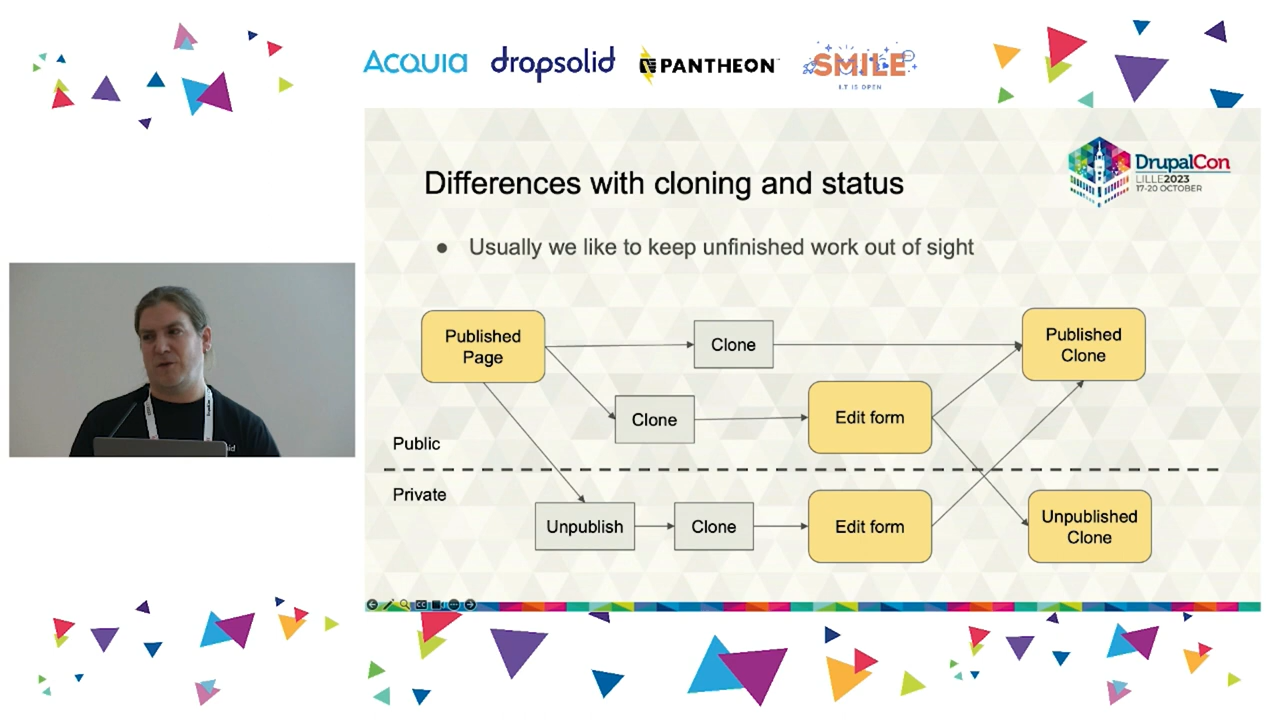 ACQUIA dropsolid PANTHEON SMILE
I.T IS OPEN
DrupalCon
LILLE2023
17-20 OCTOBER
Differences with cloning and status
● Usually we like to keep unfinished work out of sight
Published
Page
Clone
Published
Clone
Clone
Edit form
Public
Private
Unpublish
Clone
Edit form
Unpublished
Clone